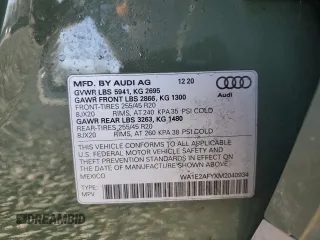 MFD. BY AUDI AG 12 20
GVWR LBS 5941, KG 2695
GAWR FRONT LBS 2866, KG 1300
FRONT-TIRES 255/45 R20
8JX20 RIMS, AT 240 KPA 35 PSI COLD
GAWR REAR LBS 3263, KG 1480
REAR-TIRES 255/45 R20
8JX20 RIMS, AT 260 KPA 38 PSI COLD
Audi
THIS VEHICLE CONFORMS TO ALL APPLICABLE
U.S. FEDERAL MOTOR VEHICLE SAFETY AND
THEFT PREVENTION STANDARDS IN EFFECT ON
THE DATE OF MANUFACTURE SHOWN ABOVE.
MEXICO WA1E2AFYXM2040934
TYPE:
MPV
DREAMBID